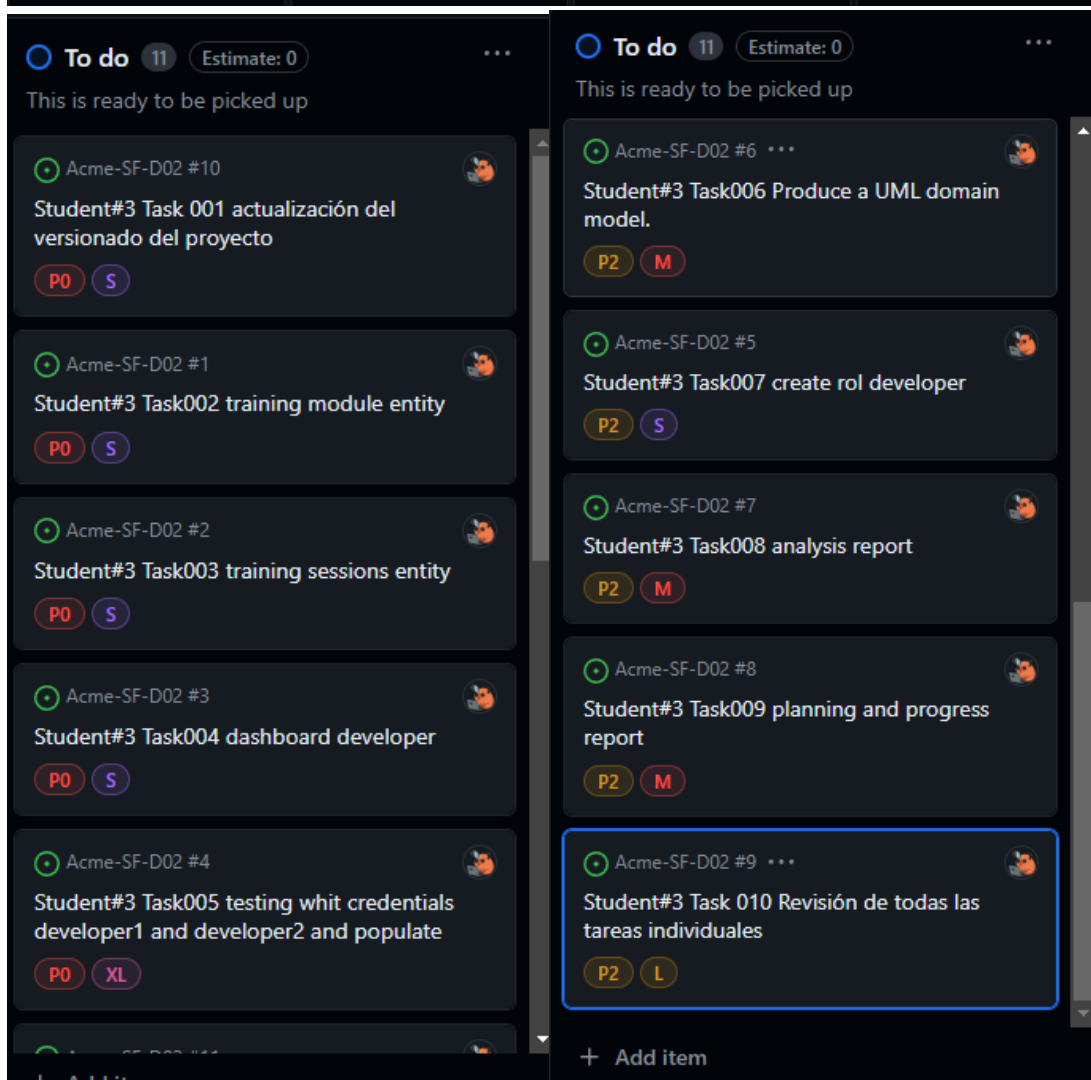 To do 11 Estimate: 0 ...
This is ready to be picked up
Acme-SF-D02 #10
Student#3 Task 001 actualización del
versionado del proyecto
P0 S
Acme-SF-D02 #1
Student#3 Task002 training module entity
P0 S
Acme-SF-D02 #2
Student#3 Task003 training sessions entity
P0 S
Acme-SF-D02 #3
Student#3 Task004 dashboard developer
P0 S
Acme-SF-D02 #4
Student#3 Task005 testing whit credentials
developer1 and developer2 and populate
P0 XL
To do 11 Estimate: 0 ...
This is ready to be picked up
Acme-SF-D02 #6 ...
Student#3 Task006 Produce a UML domain
model.
P2 M
Acme-SF-D02 #5
Student#3 Task007 create rol developer
P2 S
Acme-SF-D02 #7
Student#3 Task008 analysis report
P2 M
Acme-SF-D02 #8
Student#3 Task009 planning and progress
report
P2 M
Acme-SF-D02 #9 ...
Student#3 Task 010 Revisión de todas las
tareas individuales
P2 L
+ Add item